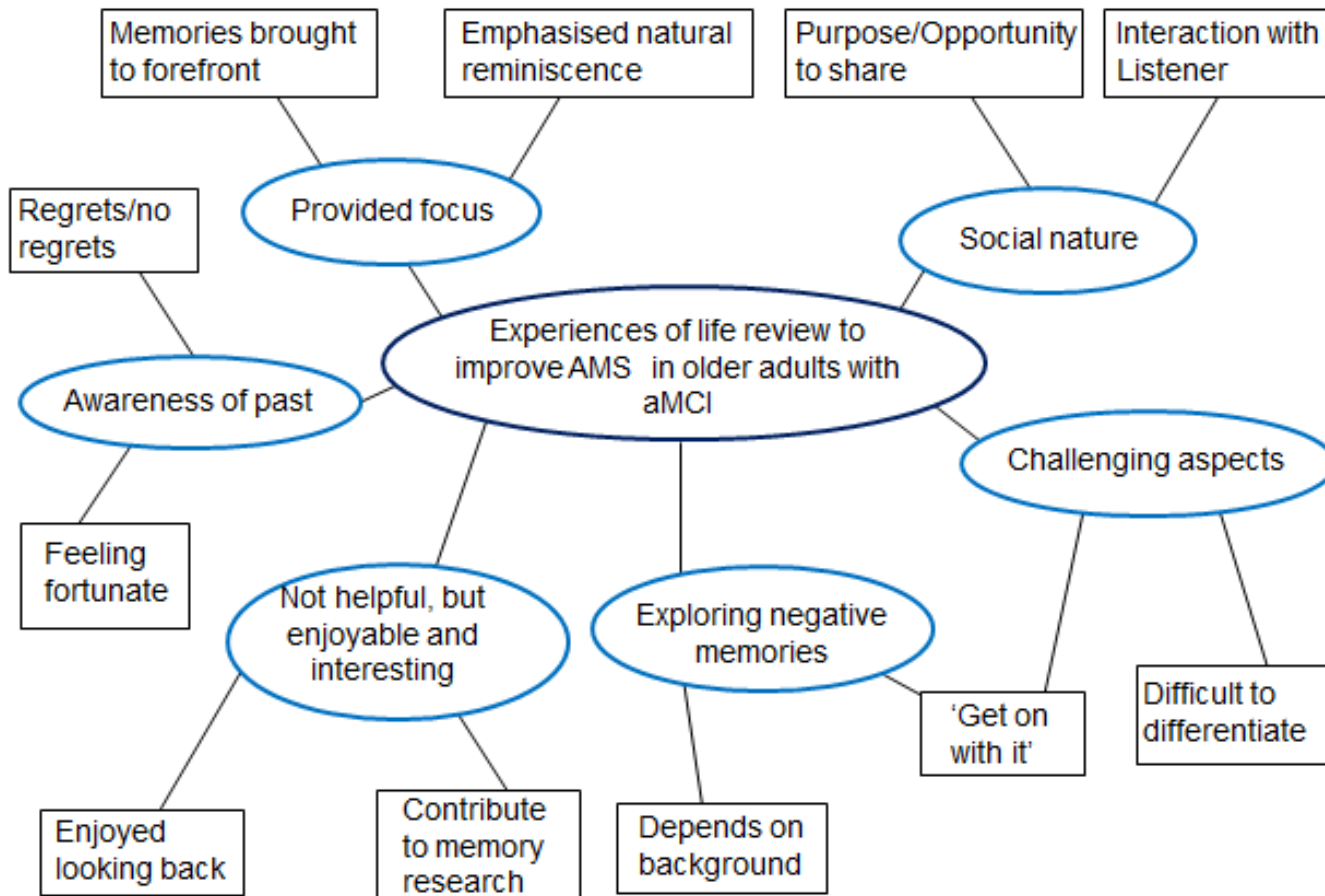 Memories brought
to forefront
Emphasised natural
reminiscence
Purpose/Opportunity
to share
Interaction with
Listener
Regrets/no
regrets
Provided focus
Social nature
Experiences of life review to
improve AMS in older adults with
aMCI
Awareness of past
Challenging aspects
Feeling
fortunate
Not helpful, but
enjoyable and
interesting
Exploring negative
memories
'Get on
with it'
Difficult to
differentiate
Enjoyed
looking back
Contribute
to memory
research
Depends on
background